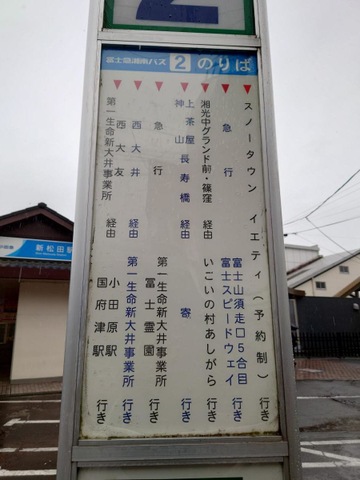 2
富士急湘南バス 2 のりば
スノータウン イエティ(予約制) 行き
急行 富士山須走口5合目 富士スピードウェイ 行き
湘光中グランド前・篠窪 経由 いこいの村あしがら 行き
上茶屋 神山 長寿橋 経由 寄 行き
急行 富士霊園 行き
第一生命新大井事業所 行き
西大井 経由 第一生命新大井事業所 行き
西大友 経由 小田原駅 行き
第一生命新大井事業所 経由 国府津駅 行き
新松田駅